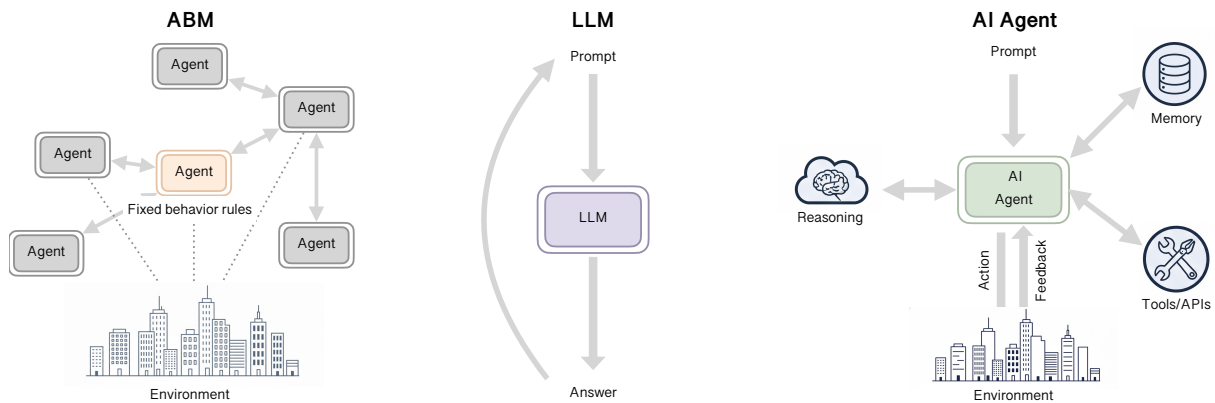 ABM
Agent
Agent
Agent
Agent
Fixed behavior rules
Agent
Agent
Environment
LLM
Prompt
LLM
Answer
AI Agent
Prompt
Memory
AI
Agent
Reasoning
Action
Feedback
Tools/APIs
Environment